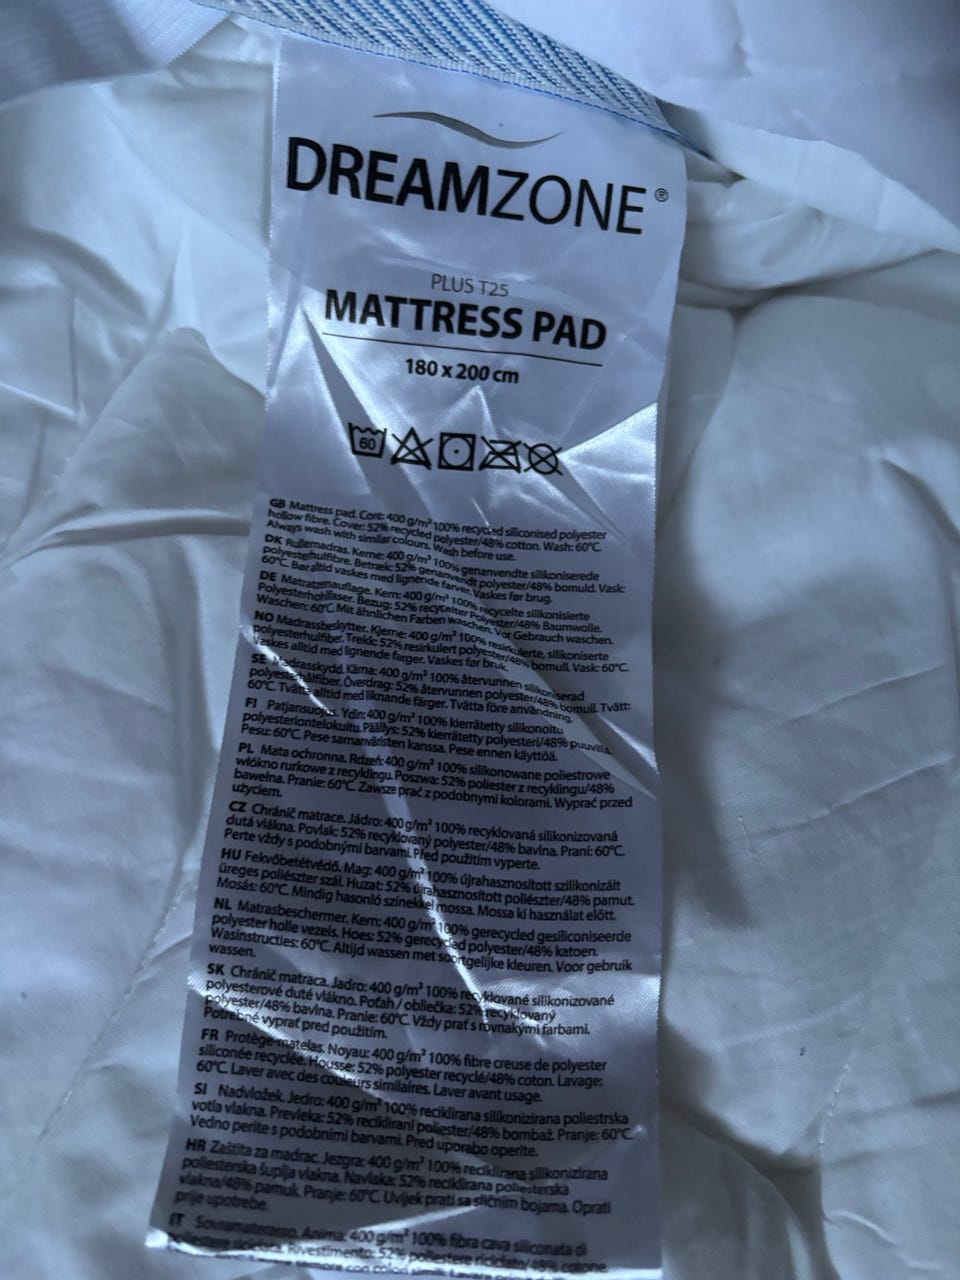 DREAMZONE®
PLUS T25
MATTRESS PAD
180 x 200 cm
60
GB Mattress pad. Core: 400 g/m² 100% recycled siliconised polyester
hollow fibre. Cover: 52% recycled polyester/48% cotton. Wash: 60°C.
Always wash with similar colours. Wash before use.
DK Rullemadras. Kerne: 400 g/m² 100% genanvendte silikoniserede
polyesterhulfibre. Betræk: 52% genanvendt polyester/48% bomuld. Vask:
60°C. Bør altid vaskes med lignende farver. Vaskes før brug.
DE Matratzenauflage. Kern: 400 g/m² 100% recycelte silikonisierte
Polyesterhohlfaser. Bezug: 52% recycelter Polyester/48% Baumwolle.
Waschen: 60°C. Mit ähnlichen Farben waschen. Vor Gebrauch waschen.
NO Madrassbeskytter. Kjerne: 400 g/m² 100% resirkulerte, siliconiserte
polyesterhulfiber. Trekk: 52% resirkulert polyester/48% bomull. Vask: 60°C.
Vaskes alltid med lignende farger. Vaskes før bruk.
SE Madrasskydd. Kärna: 400 g/m² 100% återvunnen silikoniserad
polyesterhålfiber. Överdrag: 52% återvunnen polyester/48% bomull. Tvätt:
60°C. Tvätta alltid med liknande färger. Tvätta före användning.
FI Patjansuojus. Ydin: 400 g/m² 100% kierrätetty silikonoitu
polyesteriontelokuitu. Päällys: 52% kierrätetty polyesteri/48% puuvilla.
Pesu: 60°C. Pese samanväristen kanssa. Pese ennen käyttöä.
PL Mata ochronna. Rdzeń: 400 g/m² 100% silikonowane poliestrowe
włókno rurkowe z recyklingu. Poszwa: 52% poliester z recyklingu/48%
bawełna. Pranie: 60°C. Zawsze prać z podobnymi kolorami. Wyprać przed
użyciem.
CZ Chránič matrace. Jádro: 400 g/m² 100% recyklovaná silikonizovaná
dutá vlákna. Povlak: 52% recyklovaný polyester/48% bavlna. Praní: 60°C.
Perte vždy s podobnými barvami. Před použitím vyperte.
HU Fekvőbetétvédő. Mag: 400 g/m² 100% újrahasznosított szilikonizált
üreges poliészter szál. Huzat: 52% újrahasznosított poliészter/48% pamut.
Mosás: 60°C. Mindig hasonló színekkel mossa. Mossa ki használat előtt.
NL Matrasbeschermer. Kern: 400 g/m² 100% gerecycled gesiliconiseerde
polyester holle vezels. Hoes: 52% gerecycled polyester/48% katoen.
Wasinstructies: 60°C. Altijd wassen met soortgelijke kleuren. Voor gebruik
wassen.
SK Chránič matraca. Jadro: 400 g/m² 100% recyklované silikonizované
polyesterové duté vlákno. Poťah / obliečka: 52% recyklovaný
polyester/48% bavlna. Pranie: 60°C. Vždy prať s rovnakými farbami.
Potrebné vyprať pred použitím.
FR Protège-matelas. Noyau: 400 g/m² 100% fibre creuse de polyester
siliconée recyclée. Housse: 52% polyester recyclé/48% coton. Lavage:
60°C. Laver avec des couleurs similaires. Laver avant usage.
SI Nadvložek. Jedro: 400 g/m² 100% reciklirana silikonizirana poliestrska
votla vlakna. Prevleka: 52% reciklirani poliester/48% bombaž. Pranje: 60°C.
Vedno perite s podobnimi barvami. Pred uporabo operite.
HR Zaštita za madrac. Jezgra: 400 g/m² 100% reciklirana silikonizirana
poliesterska šuplja vlakna. Navlaka: 52% reciklirana poliesterska
vlakna/48% pamuk. Pranje: 60°C. Uvijek prati sa sličnim bojama. Oprati
prije upotrebe.
IT Sovramaterasso. Anima: 400 g/m² 100% fibra cava siliconata di
poliestere riciclata. Rivestimento: 52% poliestere riciclato/48% cotone.